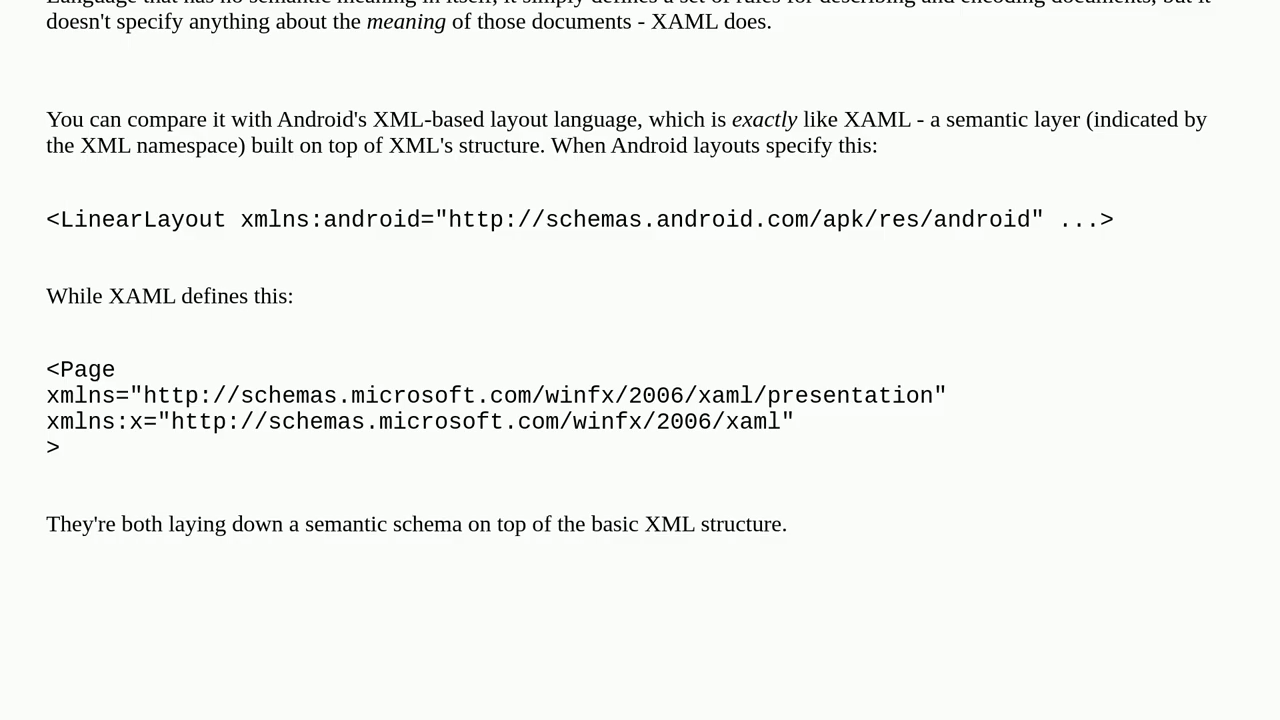 doesn't specify anything about the meaning of those documents - XAML does.
You can compare it with Android's XML-based layout language, which is exactly like XAML - a semantic layer (indicated by
the XML namespace) built on top of XML's structure. When Android layouts specify this:
<LinearLayout xmlns:android="http://schemas.android.com/apk/res/android" ...>
While XAML defines this:
<Page
xmlns="http://schemas.microsoft.com/winfx/2006/xaml/presentation"
xmlns:x="http://schemas.microsoft.com/winfx/2006/xaml"
>
They're both laying down a semantic schema on top of the basic XML structure.